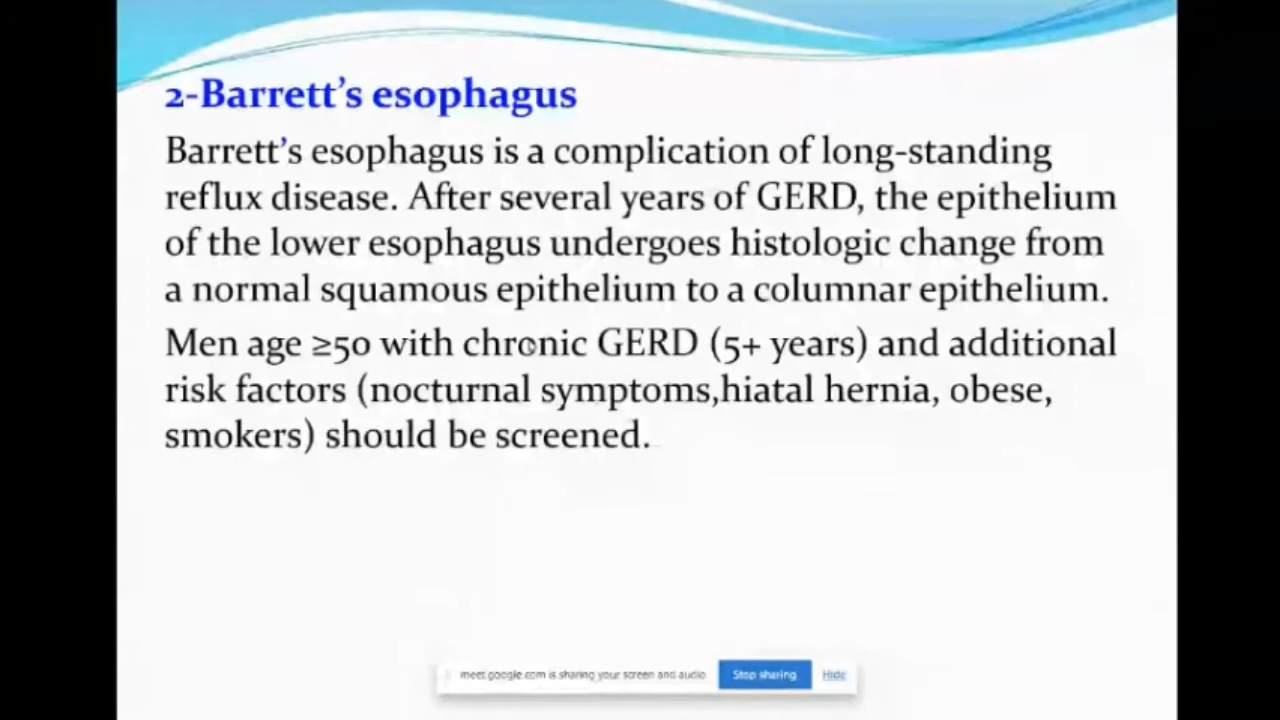 2-Barrett’s esophagus
Barrett’s esophagus is a complication of long-standing
reflux disease. After several years of GERD, the epithelium
of the lower esophagus undergoes histologic change from
a normal squamous epithelium to a columnar epithelium.
Men age ≥50 with chronic GERD (5+ years) and additional
risk factors (nocturnal symptoms,hiatal hernia, obese,
smokers) should be screened.
meet.google.com is sharing your screen and audio. Stop sharing Hide